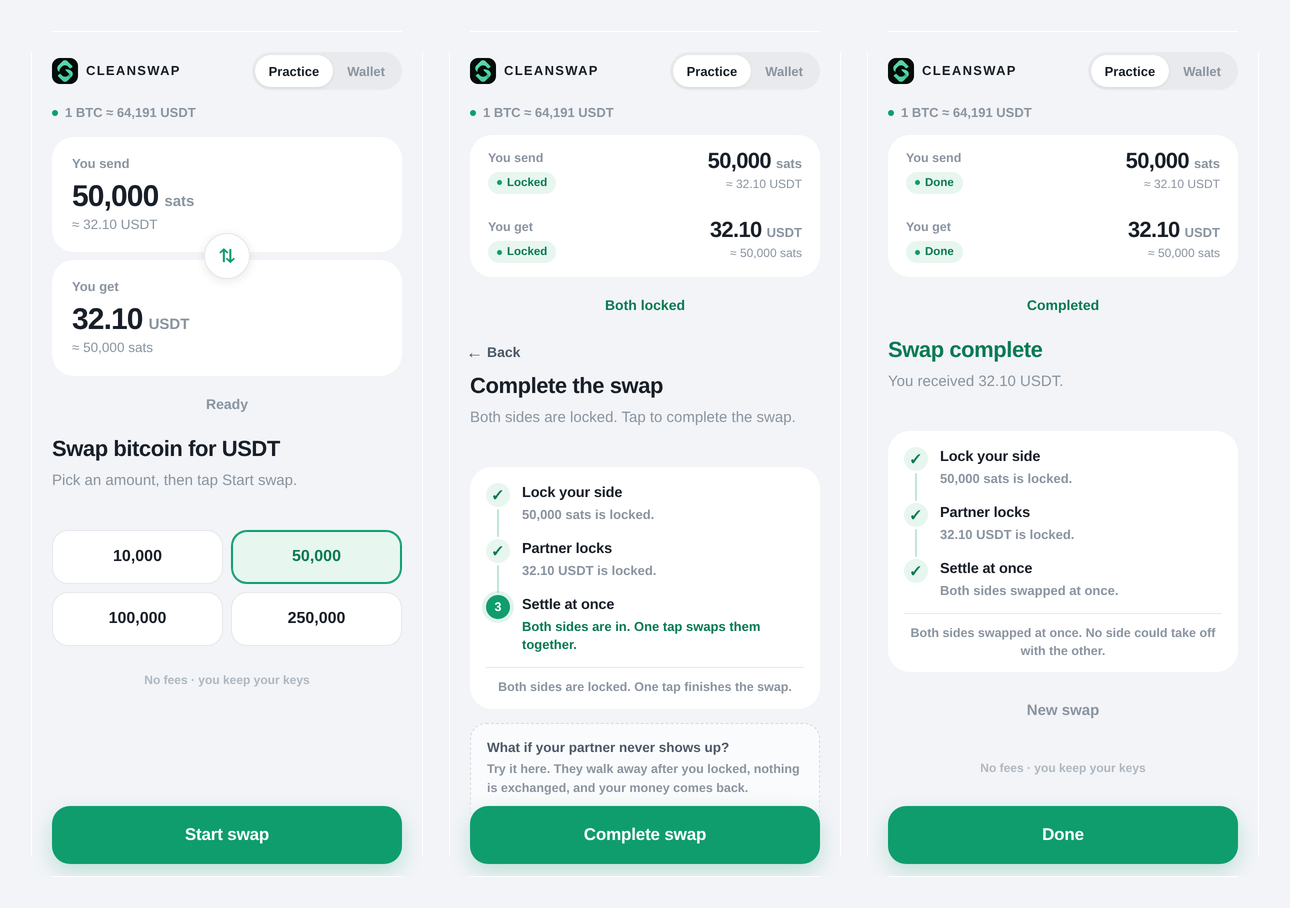 CLEANSWAP
Practice
Wallet
1 BTC ≈ 64,191 USDT
You send
50,000 sats
≈ 32.10 USDT
You get
32.10 USDT
≈ 50,000 sats
Ready
Swap bitcoin for USDT
Pick an amount, then tap Start swap.
10,000
50,000
100,000
250,000
No fees · you keep your keys
Start swap
CLEANSWAP
Practice
Wallet
1 BTC ≈ 64,191 USDT
You send
50,000 sats
Locked
≈ 32.10 USDT
You get
32.10 USDT
Locked
≈ 50,000 sats
Both locked
← Back
Complete the swap
Both sides are locked. Tap to complete the swap.
✓ Lock your side
50,000 sats is locked.
✓ Partner locks
32.10 USDT is locked.
3 Settle at once
Both sides are in. One tap swaps them
together.
Both sides are locked. One tap finishes the swap.
What if your partner never shows up?
Try it here. They walk away after you locked, nothing
is exchanged, and your money comes back.
Complete swap
CLEANSWAP
Practice
Wallet
1 BTC ≈ 64,191 USDT
You send
50,000 sats
Done
≈ 32.10 USDT
You get
32.10 USDT
Done
≈ 50,000 sats
Completed
Swap complete
You received 32.10 USDT.
✓ Lock your side
50,000 sats is locked.
✓ Partner locks
32.10 USDT is locked.
✓ Settle at once
Both sides swapped at once.
Both sides swapped at once. No side could take off
with the other.
New swap
No fees · you keep your keys
Done